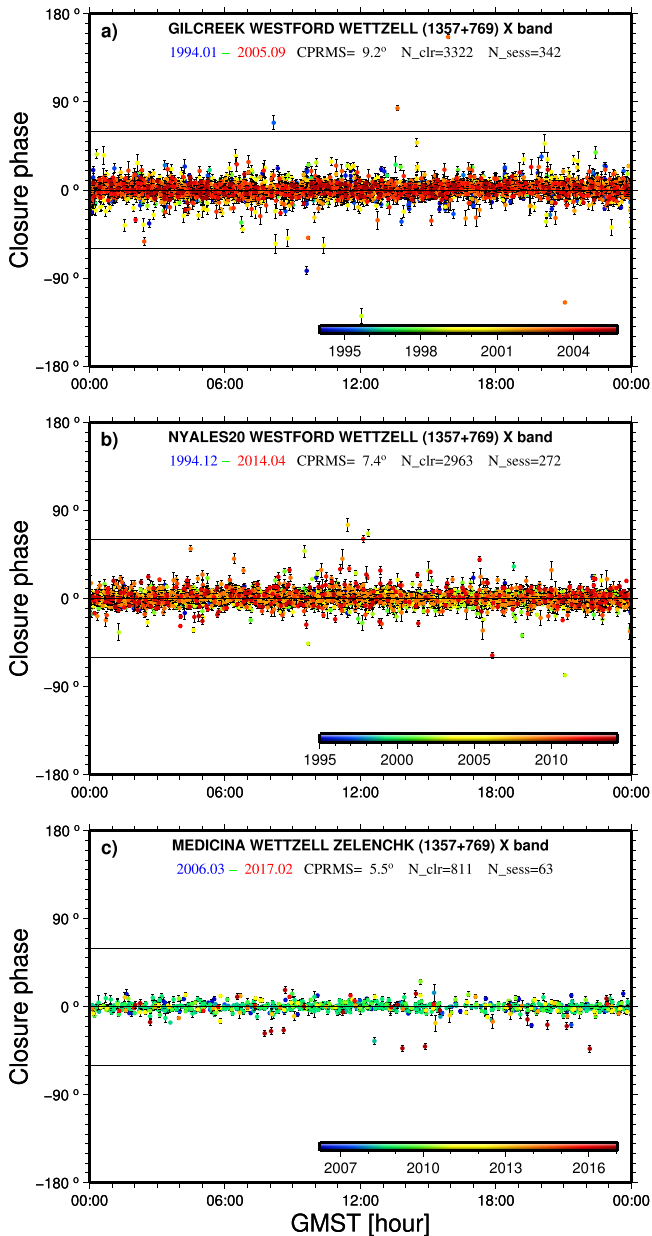 180 º
a) GILCREEK WESTFORD WETTZELL (1357+769) X band
1994.01 – 2005.09 CPRMS= 9.2º N_clr=3322 N_sess=342
90 º
0 º
−90 º
−180 º
Closure phase
1995 1998 2001 2004
00:00 06:00 12:00 18:00 00:00
180 º
b) NYALES20 WESTFORD WETTZELL (1357+769) X band
1994.12 – 2014.04 CPRMS= 7.4º N_clr=2963 N_sess=272
90 º
0 º
−90 º
−180 º
Closure phase
1995 2000 2005 2010
00:00 06:00 12:00 18:00 00:00
180 º
c) MEDICINA WETTZELL ZELENCHK (1357+769) X band
2006.03 – 2017.02 CPRMS= 5.5º N_clr=811 N_sess=63
90 º
0 º
−90 º
−180 º
Closure phase
2007 2010 2013 2016
00:00 06:00 12:00 18:00 00:00
GMST [hour]